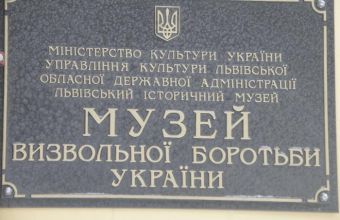 МІНІСТЕРСТВО КУЛЬТУРИ УКРАЇНИ
УПРАВЛІННЯ КУЛЬТУРИ ЛЬВІВСЬКОЇ
ОБЛАСНОЇ ДЕРЖАВНОЇ АДМІНІСТРАЦІЇ
ЛЬВІВСЬКИЙ ІСТОРИЧНИЙ МУЗЕЙ
МУЗЕЙ
ВИЗВОЛЬНОЇ БОРОТЬБИ
УКРАЇНИ